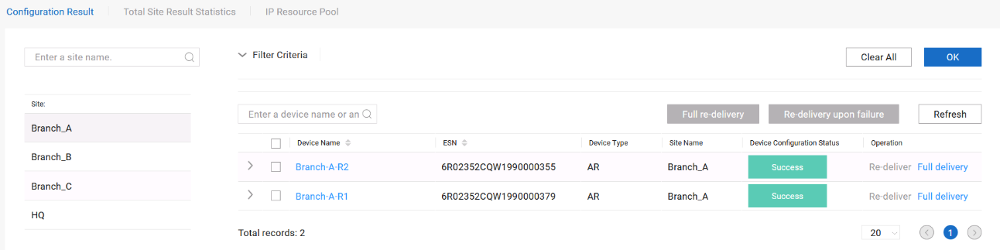 Configuration Result Total Site Result Statistics IP Resource Pool
Enter a site name.
Filter Criteria
Clear All OK
Site:
Branch_A
Branch_B
Branch_C
HQ
Enter a device name or an
Full re-delivery Re-delivery upon failure Refresh
Device Name ESN Device Type Site Name Device Configuration Status Operation
Branch-A-R2 6R02352CQW1990000355 AR Branch_A Success Re-deliver Full delivery
Branch-A-R1 6R02352CQW1990000379 AR Branch_A Success Re-deliver Full delivery
Total records: 2 20 1